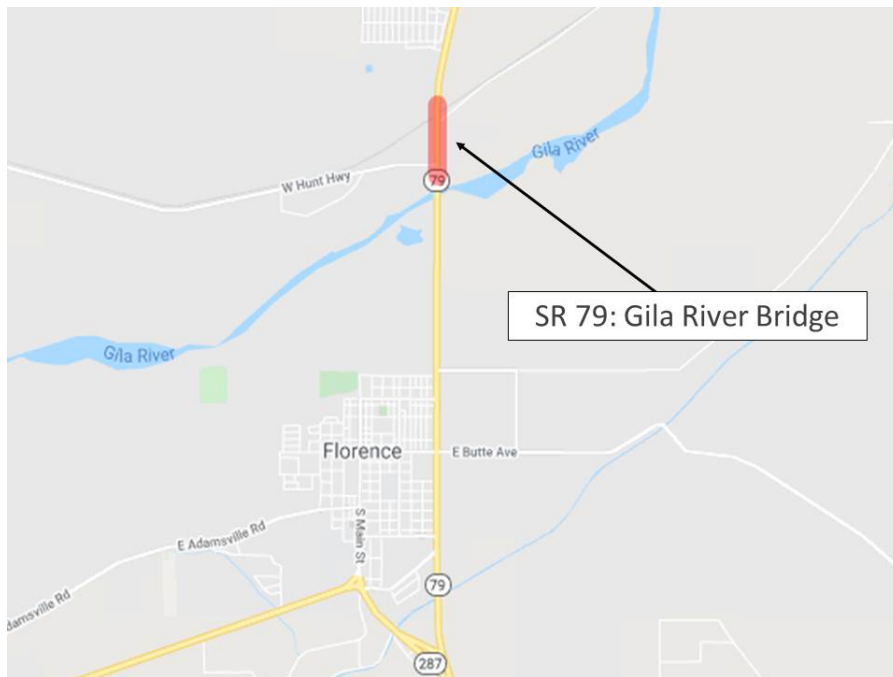 Gila River
79
W Hunt Hwy
SR 79: Gila River Bridge
Gila River
Florence
E Butte Ave
S Main St
E Adamsville Rd
79
damsville Rd
287